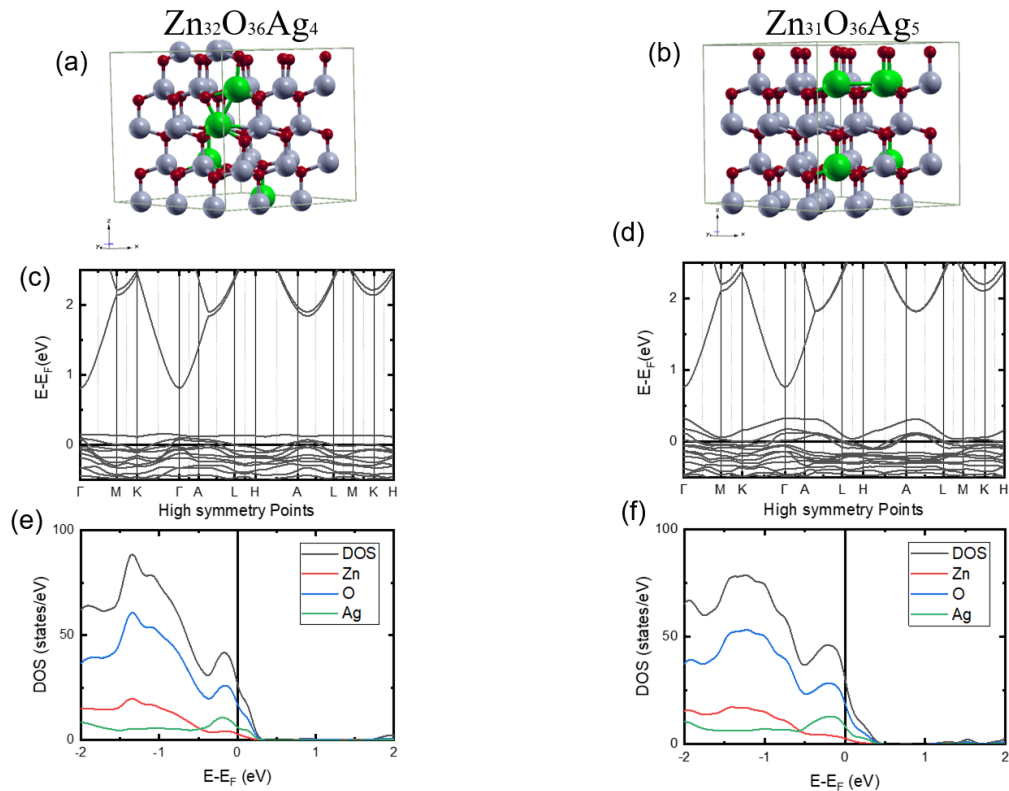 Zn32O36Ag4
Zn31O36Ag5
(a)
(b)
z
y
x
z
y
x
(c)
(d)
2
1
0
E-EF(eV)
Γ M K Γ A L H A L M K H
High symmetry Points
2
1
0
E-EF (eV)
Γ M K Γ A L H A L M K H
High symmetry Points
(e)
(f)
100
50
0
DOS (states/eV)
DOS
Zn
O
Ag
-2 -1 0 1 2
E-EF (eV)
100
50
0
DOS (states/eV)
DOS
Zn
O
Ag
-2 -1 0 1 2
E-EF (eV)